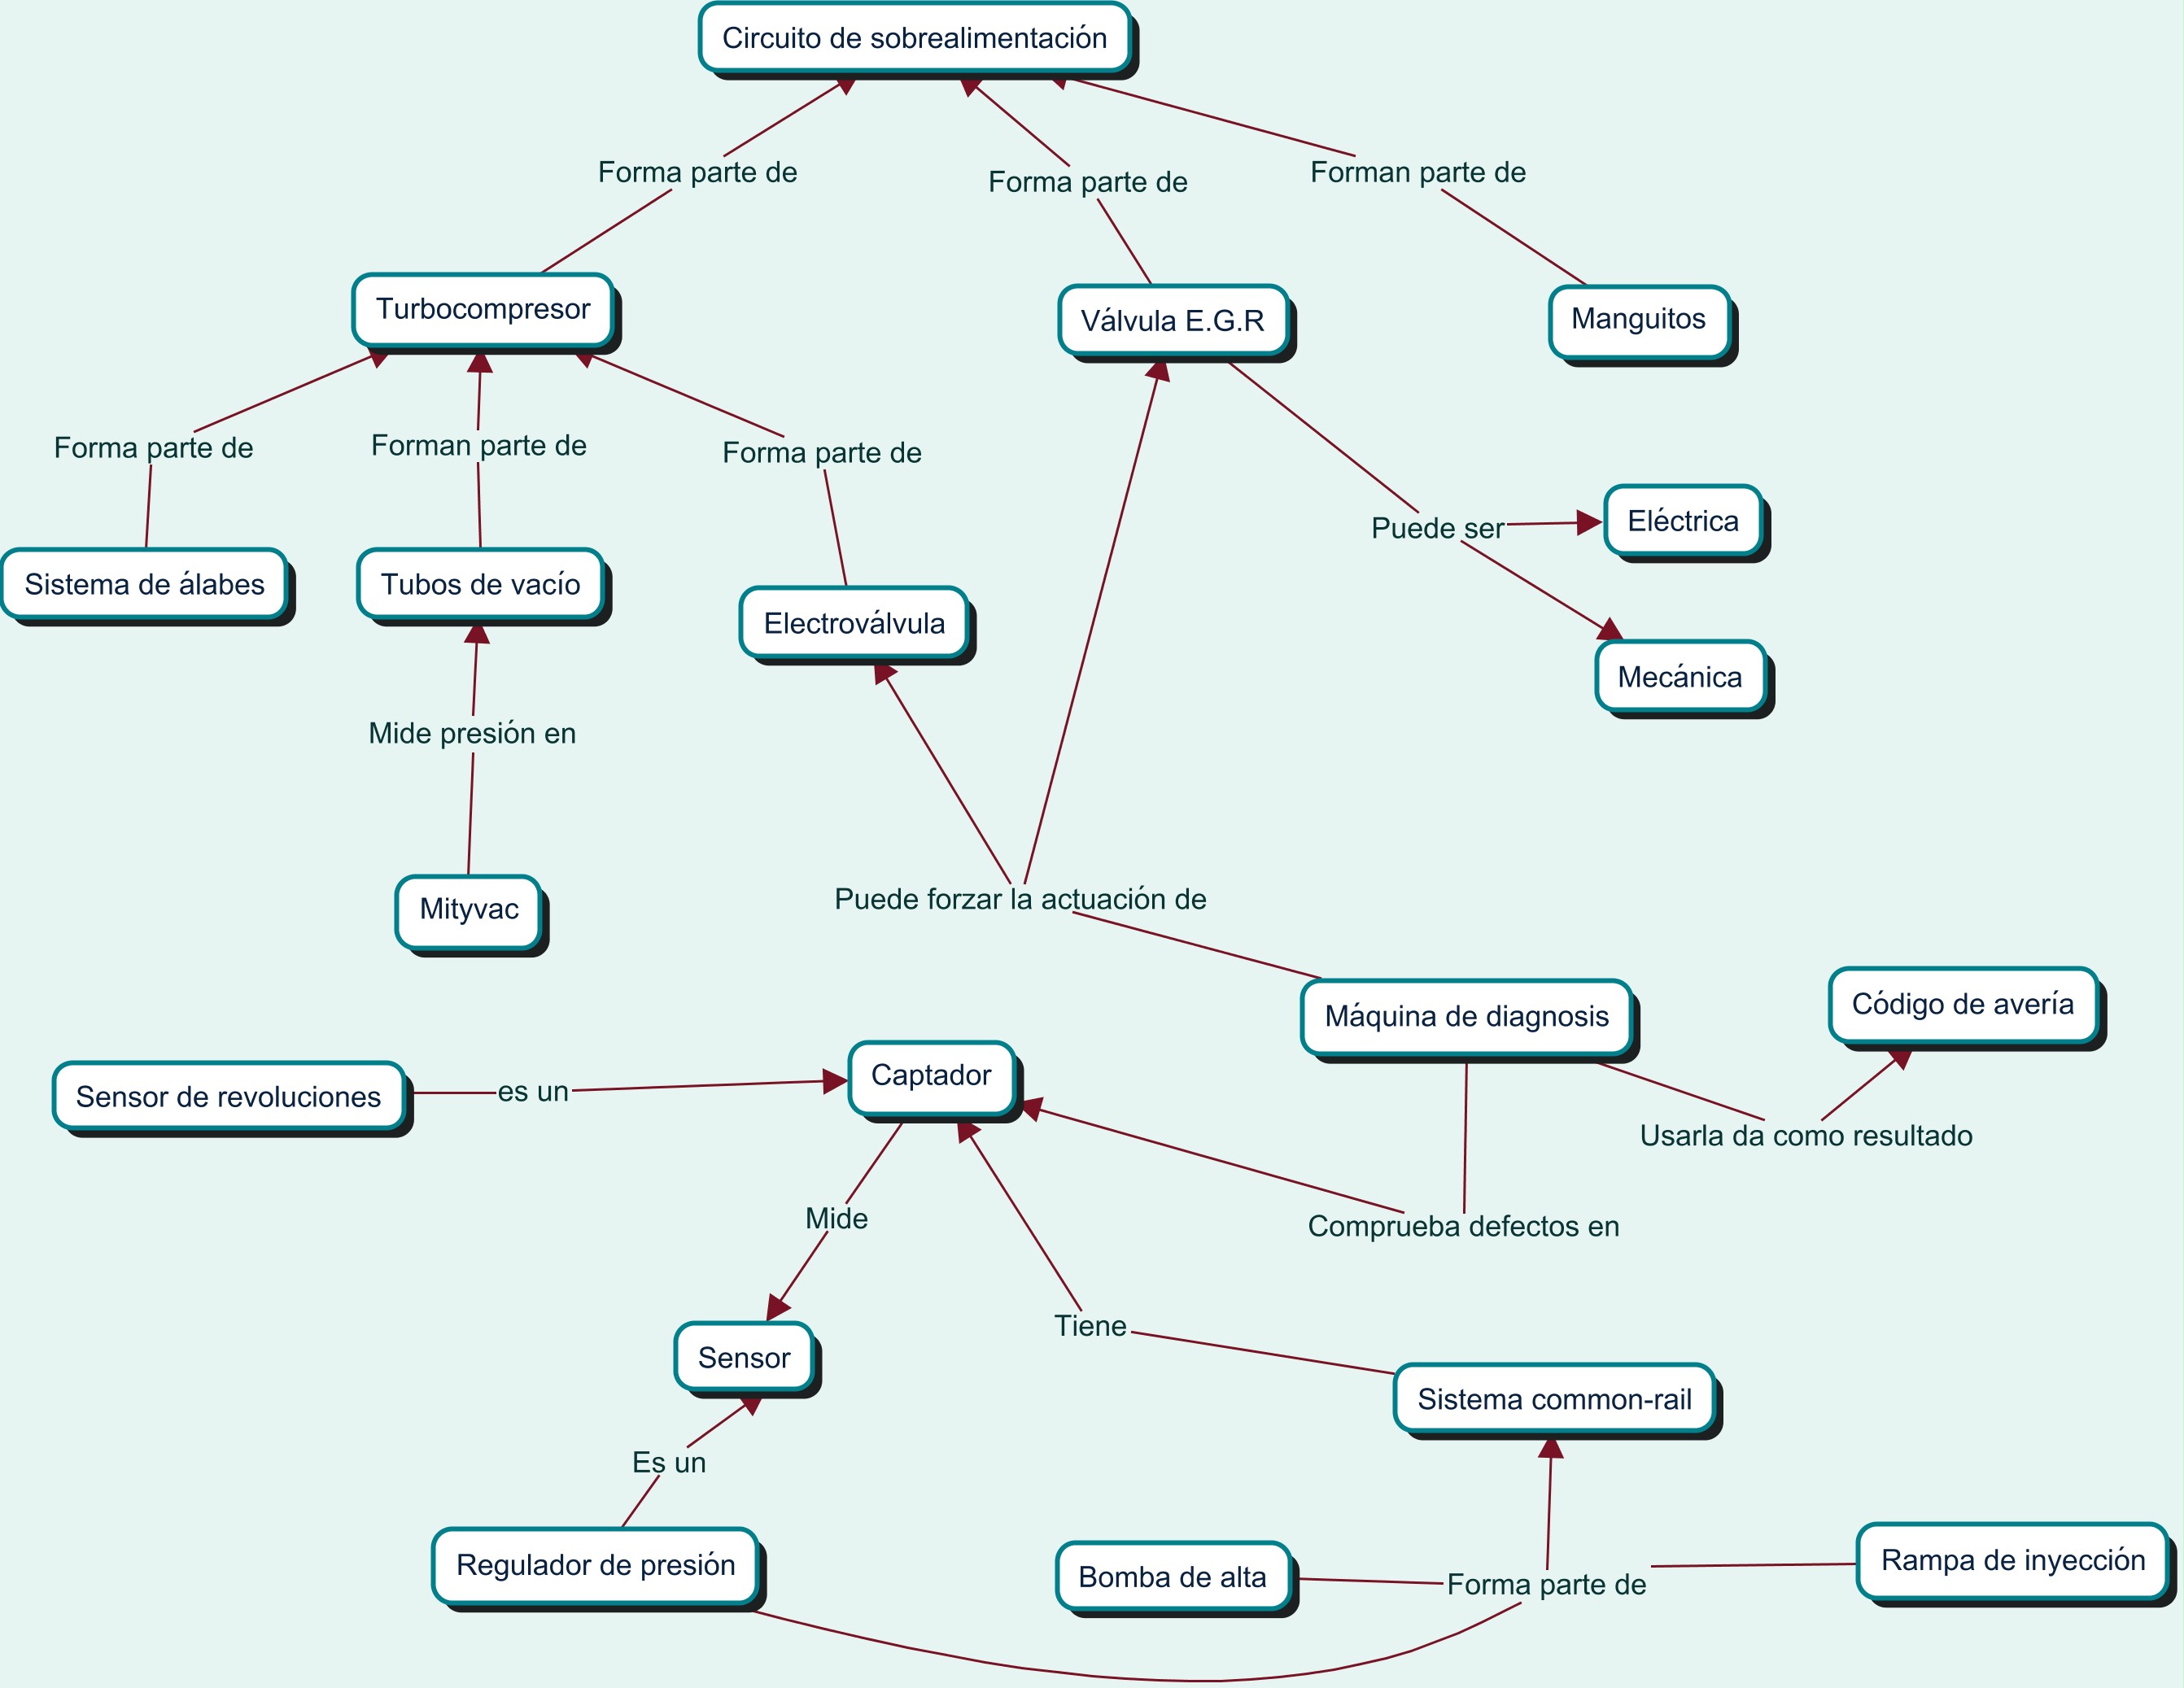 Circuito de sobrealimentación
Forma parte de
Forma parte de
Forman parte de
Turbocompresor
Válvula E.G.R
Manguitos
Forma parte de
Forman parte de
Forma parte de
Puede ser
Eléctrica
Sistema de álabes
Tubos de vacío
Electroválvula
Mecánica
Mide presión en
Mityvac
Puede forzar la actuación de
Máquina de diagnosis
Código de avería
Sensor de revoluciones
es un
Captador
Usarla da como resultado
Mide
Comprueba defectos en
Tiene
Sensor
Sistema common-rail
Es un
Regulador de presión
Bomba de alta
Forma parte de
Rampa de inyección